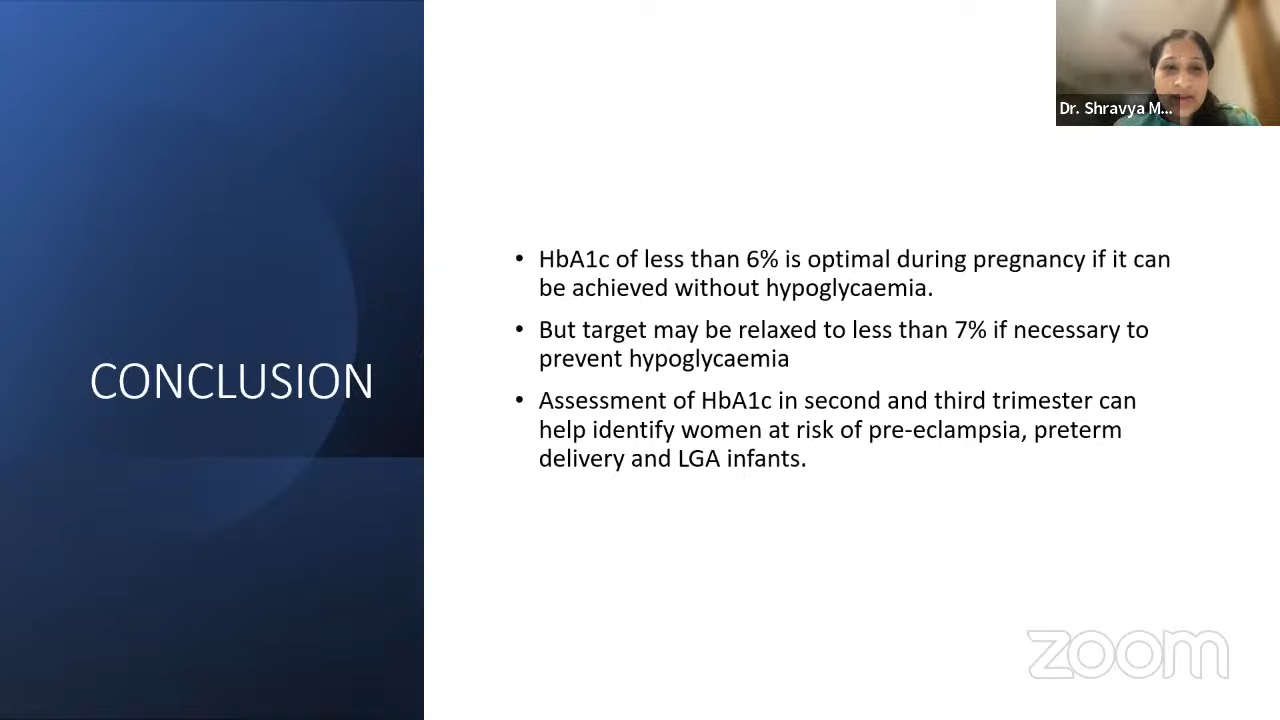 Dr. Shravya M...
CONCLUSION
• HbA1c of less than 6% is optimal during pregnancy if it can
be achieved without hypoglycaemia.
• But target may be relaxed to less than 7% if necessary to
prevent hypoglycaemia
• Assessment of HbA1c in second and third trimester can
help identify women at risk of pre-eclampsia, preterm
delivery and LGA infants.
zoom